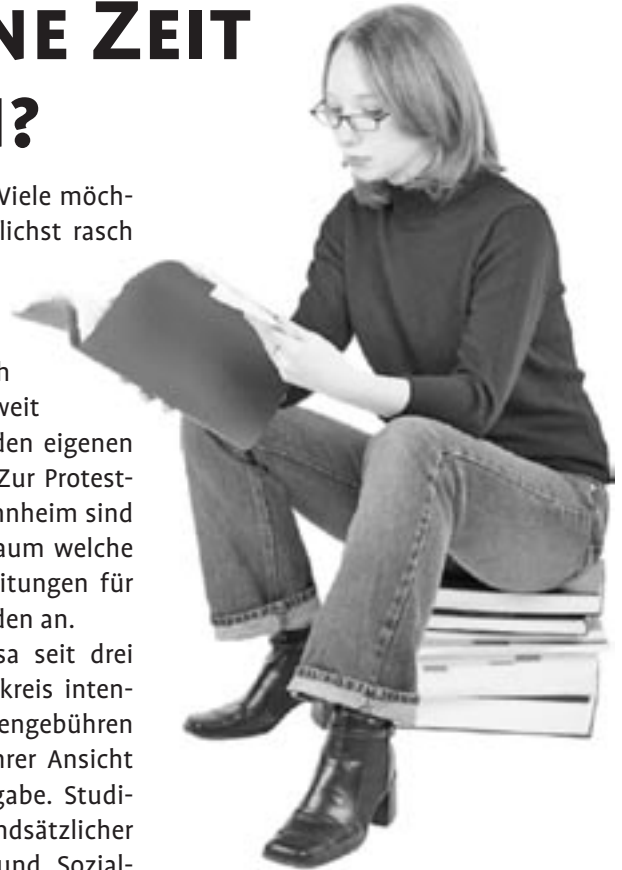 NE ZEIT
?
Viele möch-
lichst rasch
h
weit
den eigenen
Zur Protest-
nnheim sind
aum welche
itungen für
den an.
sa seit drei
kreis inten-
engebühren
hrer Ansicht
gabe. Studi-
ndsätzlicher
und Sozial-